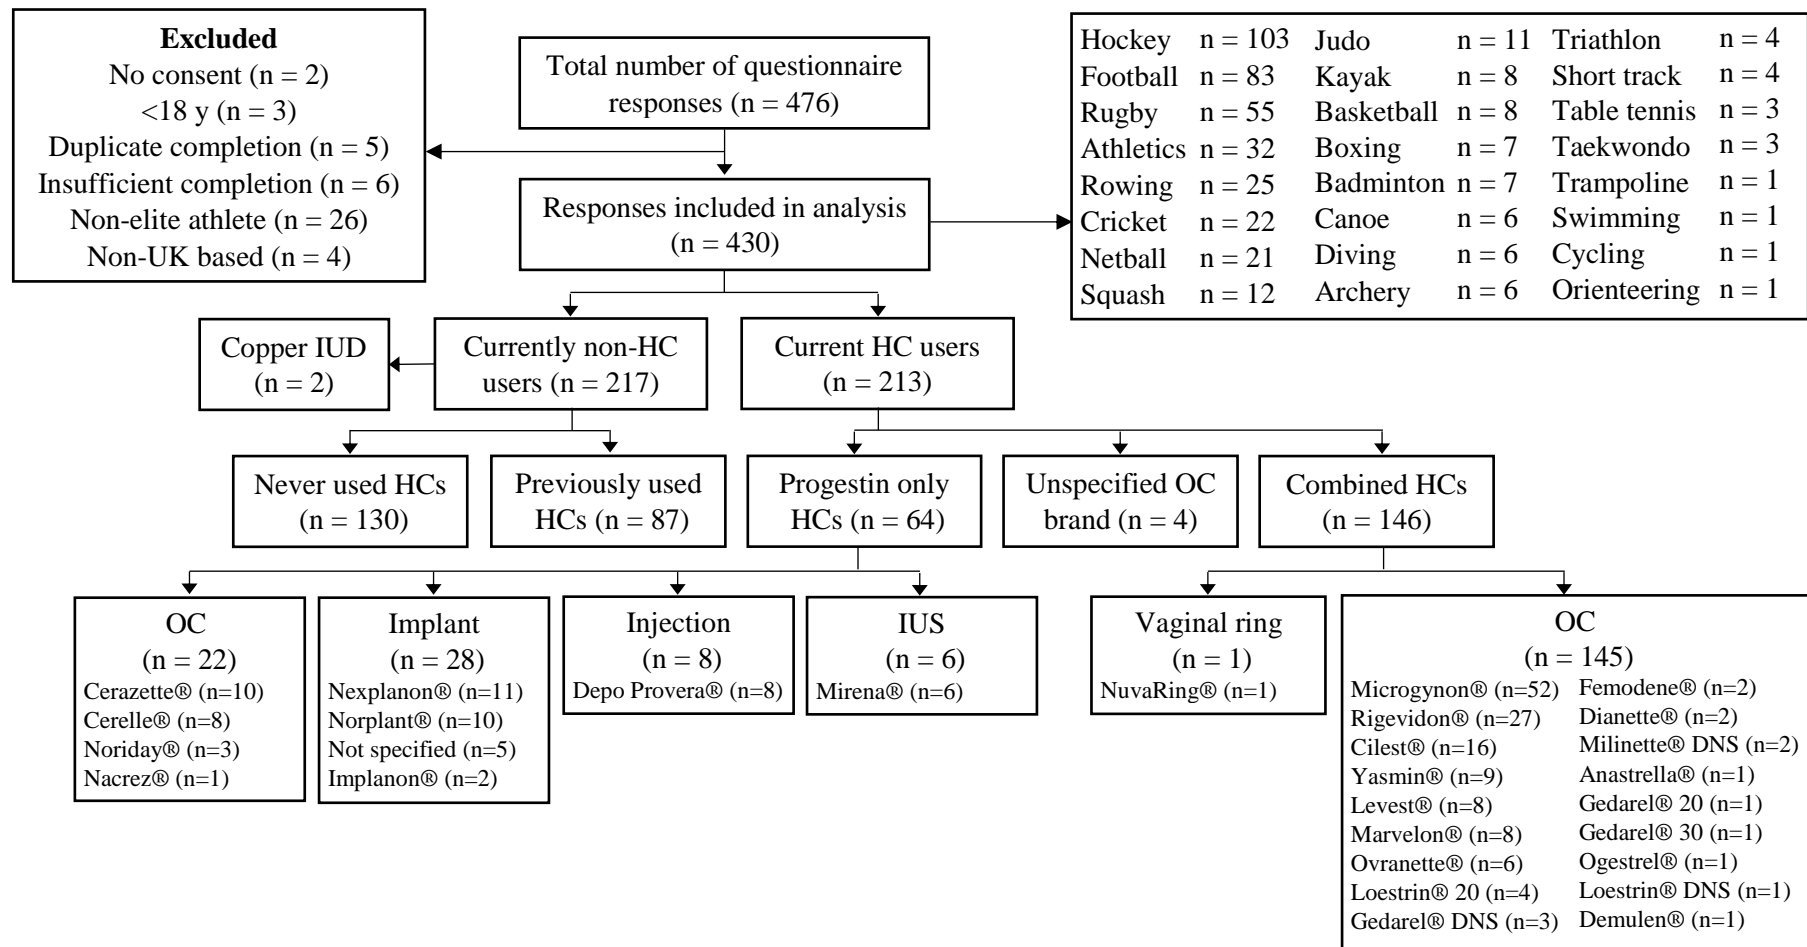 Excluded
No consent (n = 2)
<18 y (n = 3)
Duplicate completion (n = 5)
Insufficient completion (n = 6)
Non-elite athlete (n = 26)
Non-UK based (n = 4)
Total number of questionnaire
responses (n = 476)
Responses included in analysis
(n = 430)
Hockey n = 103 Judo n = 11 Triathlon n = 4
Football n = 83 Kayak n = 8 Short track n = 4
Rugby n = 55 Basketball n = 8 Table tennis n = 3
Athletics n = 32 Boxing n = 7 Taekwondo n = 3
Rowing n = 25 Badminton n = 7 Trampoline n = 1
Cricket n = 22 Canoe n = 6 Swimming n = 1
Netball n = 21 Diving n = 6 Cycling n = 1
Squash n = 12 Archery n = 6 Orienteering n = 1
Copper IUD
(n = 2)
Currently non-HC
users (n = 217)
Current HC users
(n = 213)
Never used HCs
(n = 130)
Previously used
HCs (n = 87)
Progestin only
HCs (n = 64)
Unspecified OC
brand (n = 4)
Combined HCs
(n = 146)
OC
(n = 22)
Cerazette® (n=10)
Cerelle® (n=8)
Noriday® (n=3)
Nacrez® (n=1)
Implant
(n = 28)
Nexplanon® (n=11)
Norplant® (n=10)
Not specified (n=5)
Implanon® (n=2)
Injection
(n = 8)
Depo Provera® (n=8)
IUS
(n = 6)
Mirena® (n=6)
Vaginal ring
(n = 1)
NuvaRing® (n=1)
OC
(n = 145)
Microgynon® (n=52) Femodene® (n=2)
Rigevidon® (n=27) Dianette® (n=2)
Cilest® (n=16) Milinette® DNS (n=2)
Yasmin® (n=9) Anastrella® (n=1)
Levest® (n=8) Gedarel® 20 (n=1)
Marvelon® (n=8) Gedarel® 30 (n=1)
Ovranette® (n=6) Ogestrel® (n=1)
Loestrin® 20 (n=4) Loestrin® DNS (n=1)
Gedarel® DNS (n=3) Demulen® (n=1)